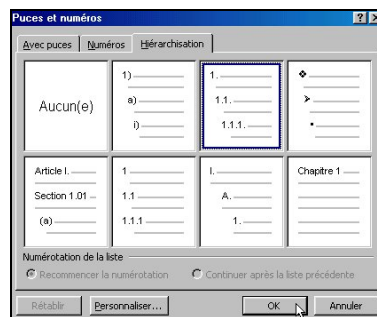 Puces et numéros
Avec puces Numéros Hiérarchisation
Aucun(e)
1)
a)
i)
1.
1.1.
1.1.1.
Article I.
Section 1.01
(a)
1
1.1
1.1.1
I.
A.
1.
Chapitre 1
Numérotation de la liste
Recommencer la numérotation Continuer après la liste précédente
Rétablir Personnaliser... OK Annuler